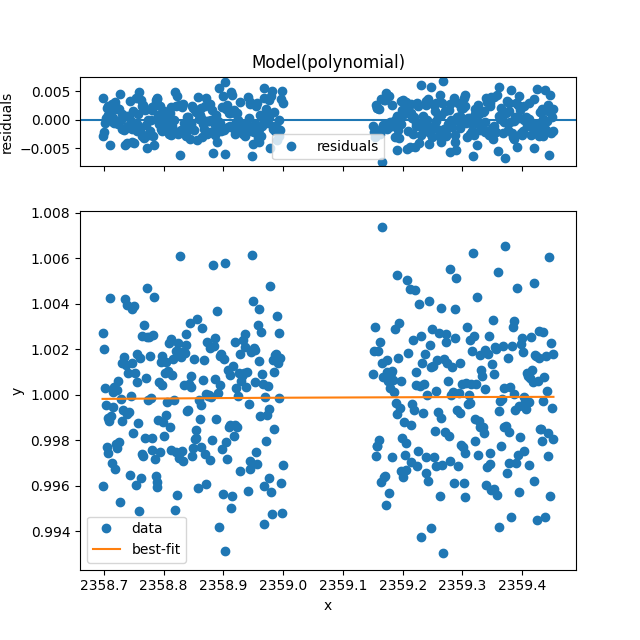 Model(polynomial)
residuals
0.005
0.000
−0.005
residuals
y
1.008
1.006
1.004
1.002
1.000
0.998
0.996
0.994
data
best-fit
2358.7 2358.8 2358.9 2359.0 2359.1 2359.2 2359.3 2359.4
x